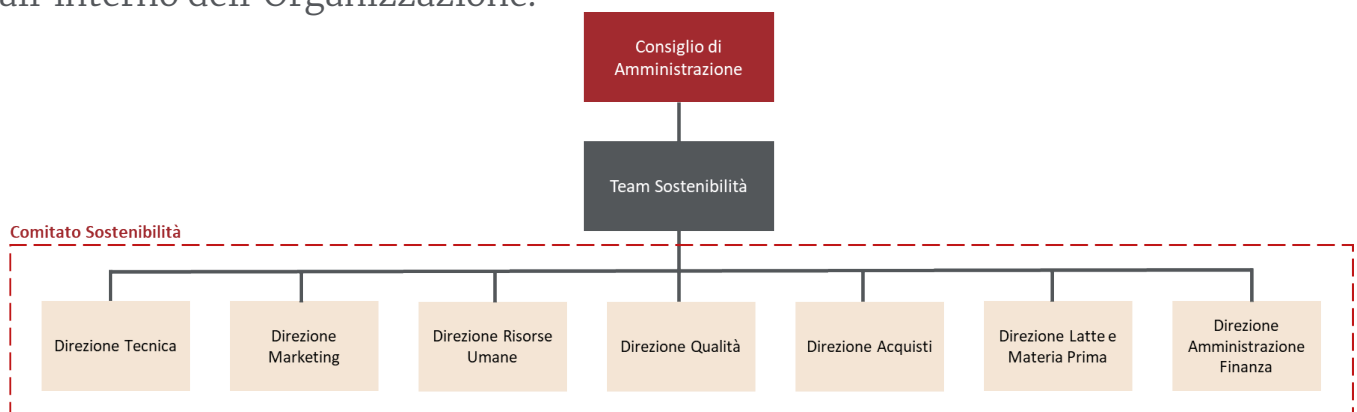 all'interno dell'Organizzazione.
Consiglio di
Amministrazione
Team Sostenibilità
Comitato Sostenibilità
Direzione Tecnica
Direzione
Marketing
Direzione Risorse
Umane
Direzione Qualità
Direzione Acquisti
Direzione Latte e
Materia Prima
Direzione
Amministrazione
Finanza